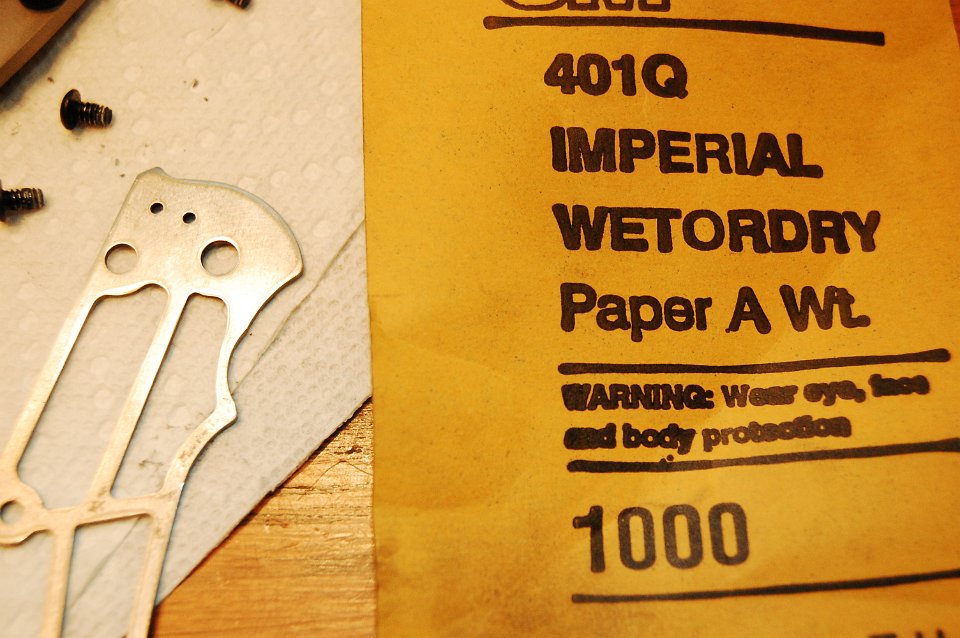 401Q
IMPERIAL
WETORDRY
Paper A Wt.
WARNING: Wear eye, face
and body protection
1000